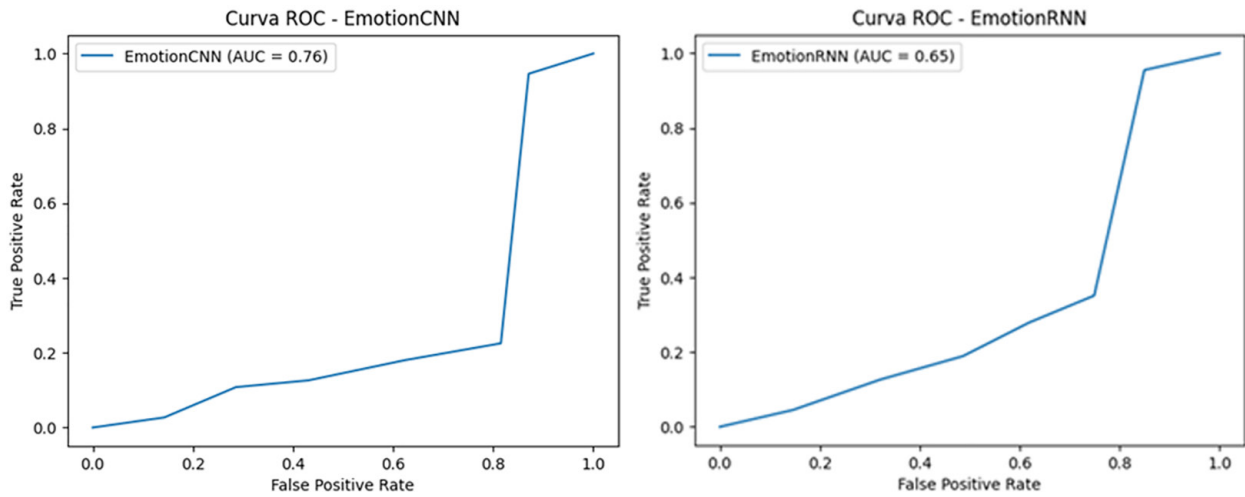 Curva ROC - EmotionCNN
EmotionCNN (AUC = 0.76)
True Positive Rate
1.0
0.8
0.6
0.4
0.2
0.0
0.0 0.2 0.4 0.6 0.8 1.0
False Positive Rate
Curva ROC - EmotionRNN
EmotionRNN (AUC = 0.65)
True Positive Rate
1.0
0.8
0.6
0.4
0.2
0.0
0.0 0.2 0.4 0.6 0.8 1.0
False Positive Rate